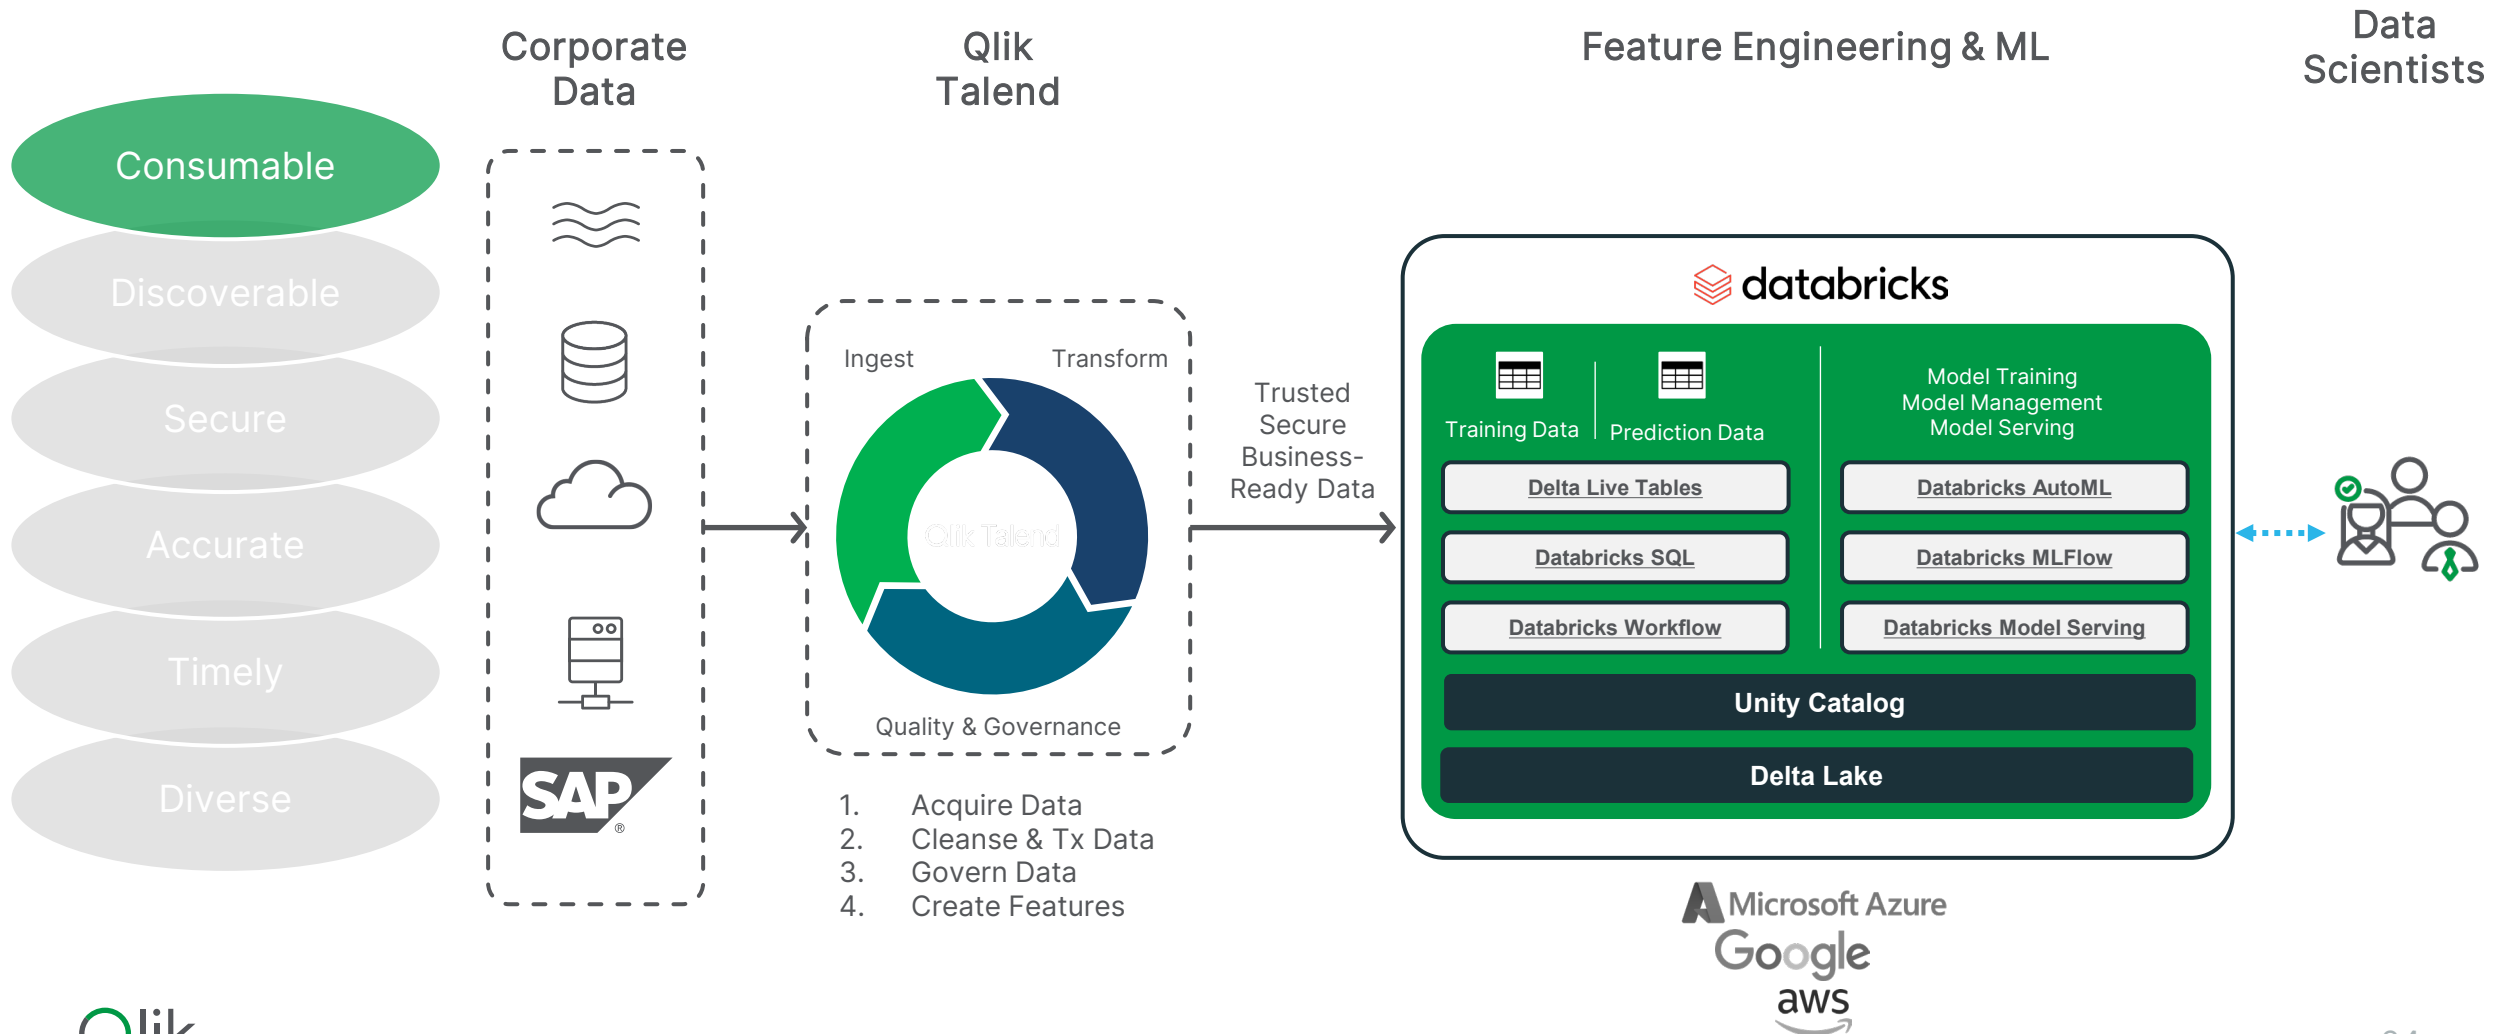 Corporate
Data
Qlik
Talend
Feature Engineering & ML
Data
Scientists
Consumable
Discoverable
Secure
Accurate
Timely
Diverse
SAP
®
Ingest
Transform
Qlik Talend
Quality & Governance
1. Acquire Data
2. Cleanse & Tx Data
3. Govern Data
4. Create Features
Trusted
Secure
Business-
Ready Data
databricks
Training Data
Prediction Data
Model Training
Model Management
Model Serving
Delta Live Tables
Databricks AutoML
Databricks SQL
Databricks MLFlow
Databricks Workflow
Databricks Model Serving
Unity Catalog
Delta Lake
Microsoft Azure
Google
aws
Qlik